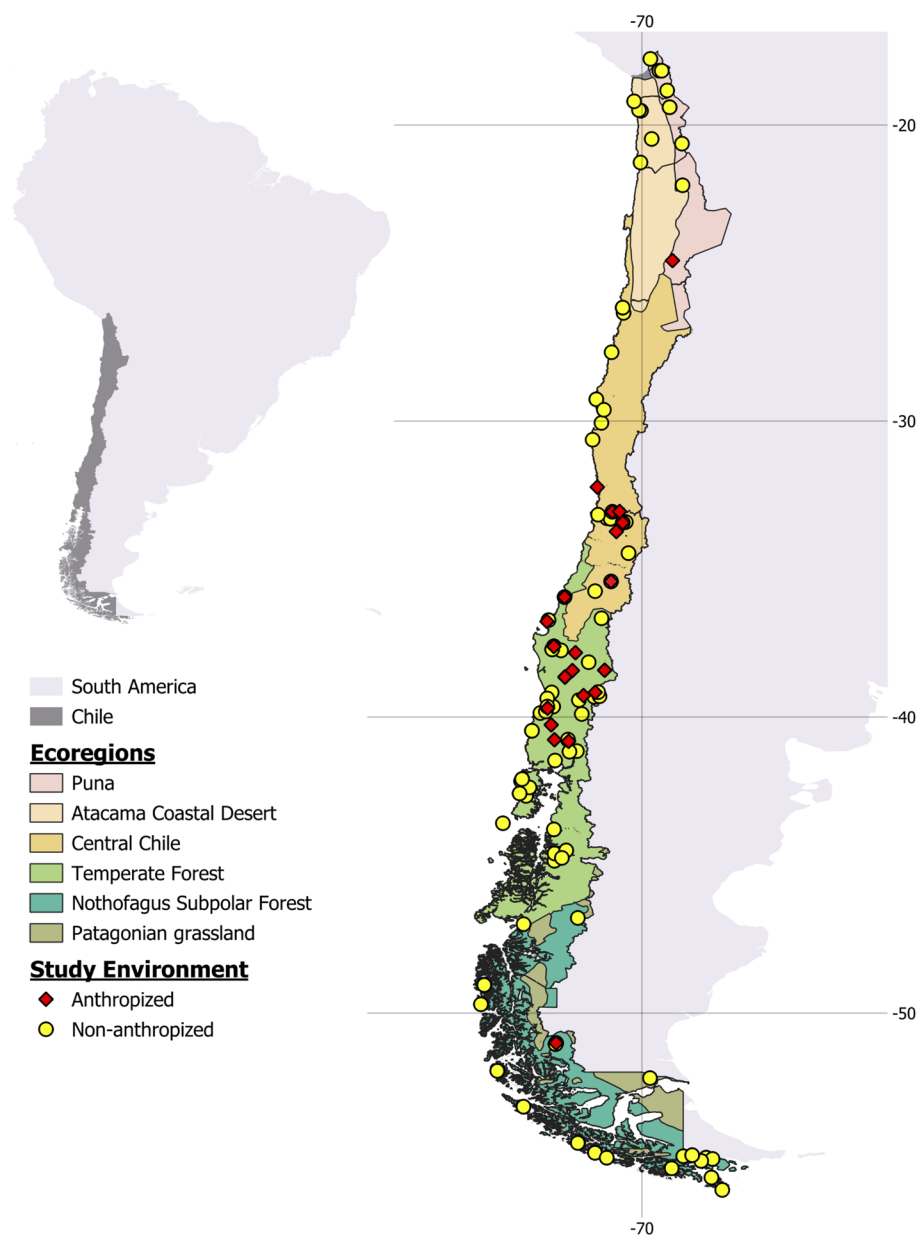 -70
-20
-30
-40
-50
South America
Chile
Ecoregions
Puna
Atacama Coastal Desert
Central Chile
Temperate Forest
Nothofagus Subpolar Forest
Patagonian grassland
Study Environment
Anthropized
Non-anthropized
-70